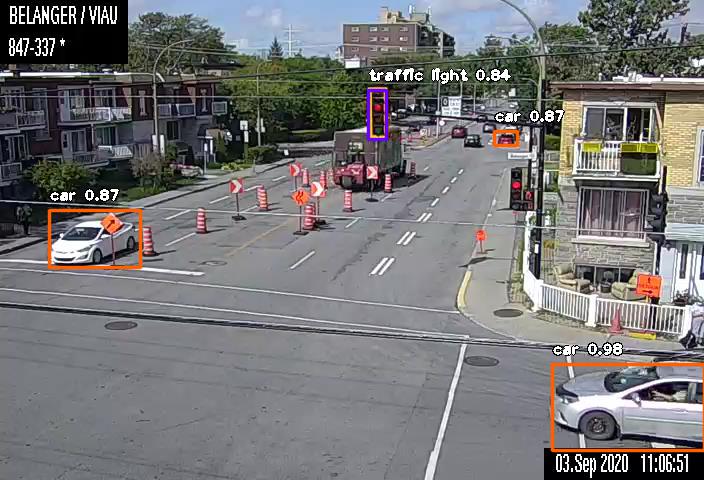 BELANGER / VIAU
847-337 *
traffic light 0.84
car 0.87
car 0.87
car 0.98
03.Sep 2020 11:06:51